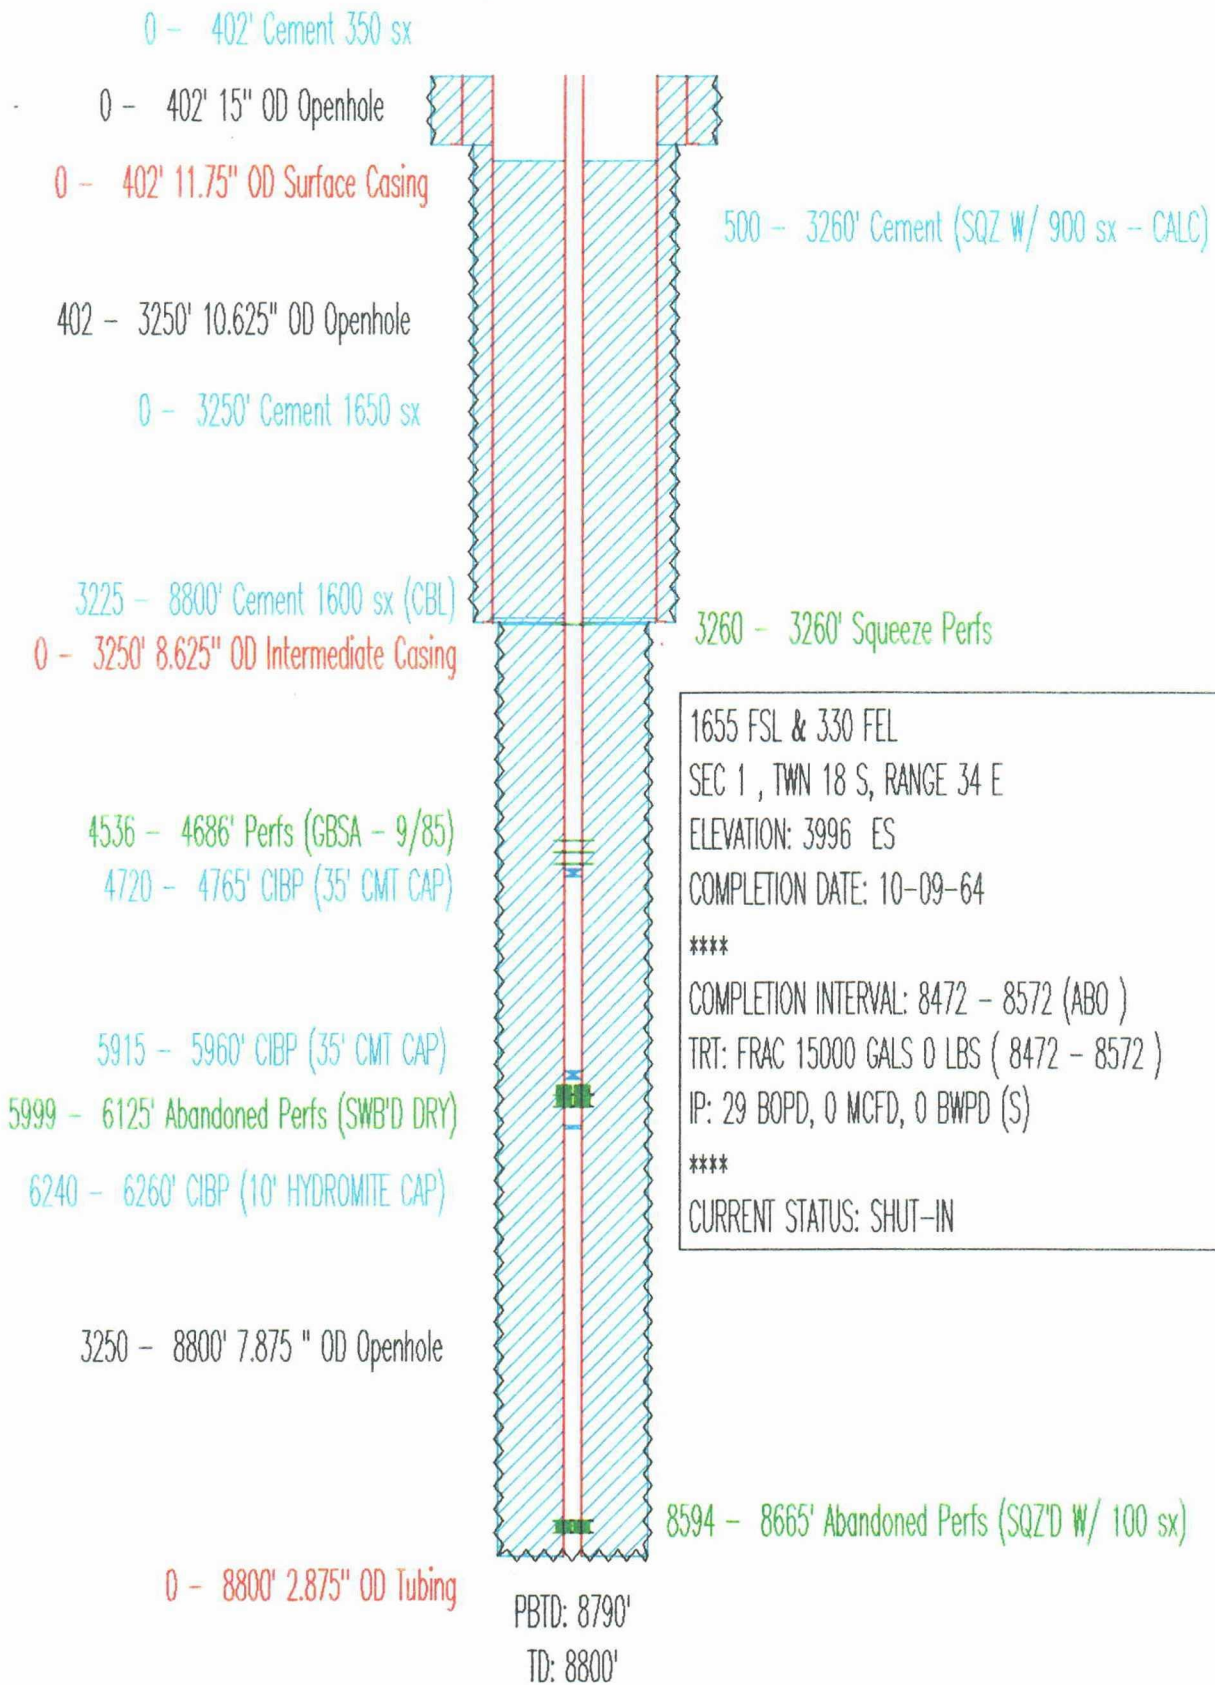 0 - 402' Cement 350 sx
0 - 402' 15" OD Openhole
0 - 402' 11.75" OD Surface Casing
500 - 3260' Cement (SQZ W/ 900 sx - CALC)
402 - 3250' 10.625" OD Openhole
0 - 3250' Cement 1650 sx
3225 - 8800' Cement 1600 sx (CBL)
3260 - 3260' Squeeze Perfs
0 - 3250' 8.625" OD Intermediate Casing
1655 FSL & 330 FEL
SEC 1 , TWN 18 S, RANGE 34 E
ELEVATION: 3996 ES
COMPLETION DATE: 10-09-64
****
COMPLETION INTERVAL: 8472 - 8572 (ABO )
TRT: FRAC 15000 GALS 0 LBS ( 8472 - 8572 )
IP: 29 BOPD, 0 MCFD, 0 BWPD (S)
****
CURRENT STATUS: SHUT-IN
4536 - 4686' Perfs (GBSA - 9/85)
4720 - 4765' CIBP (35' CMT CAP)
5915 - 5960' CIBP (35' CMT CAP)
5999 - 6125' Abandoned Perfs (SWB'D DRY)
6240 - 6260' CIBP (10' HYDROMITE CAP)
3250 - 8800' 7.875 " OD Openhole
8594 - 8665' Abandoned Perfs (SQZ'D W/ 100 sx)
0 - 8800' 2.875" OD Tubing
PBTD: 8790'
TD: 8800'